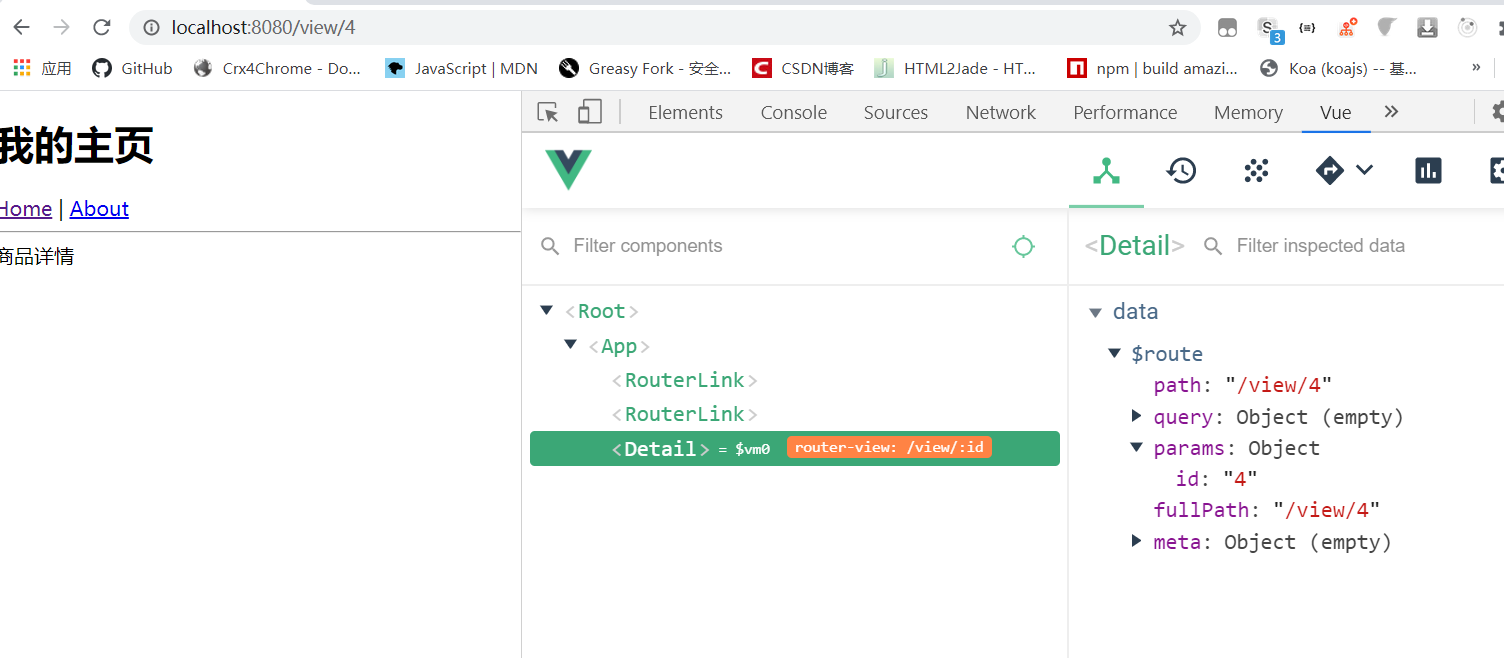 localhost:8080/view/4
3
应用 GitHub Crx4Chrome - Do... JavaScript | MDN Greasy Fork - 安全... CSDN博客 HTML2Jade - HT... npm | build amazi... Koa (koajs) -- 基... »
Elements Console Sources Network Performance Memory Vue
我的主页
Home | About
商品详情
Filter components
<Root>
<App>
<RouterLink>
<RouterLink>
<Detail> = $vm0 router-view: /view/:id
<Detail> Filter inspected data
data
$route
path: "/view/4"
query: Object (empty)
params: Object
id: "4"
fullPath: "/view/4"
meta: Object (empty)